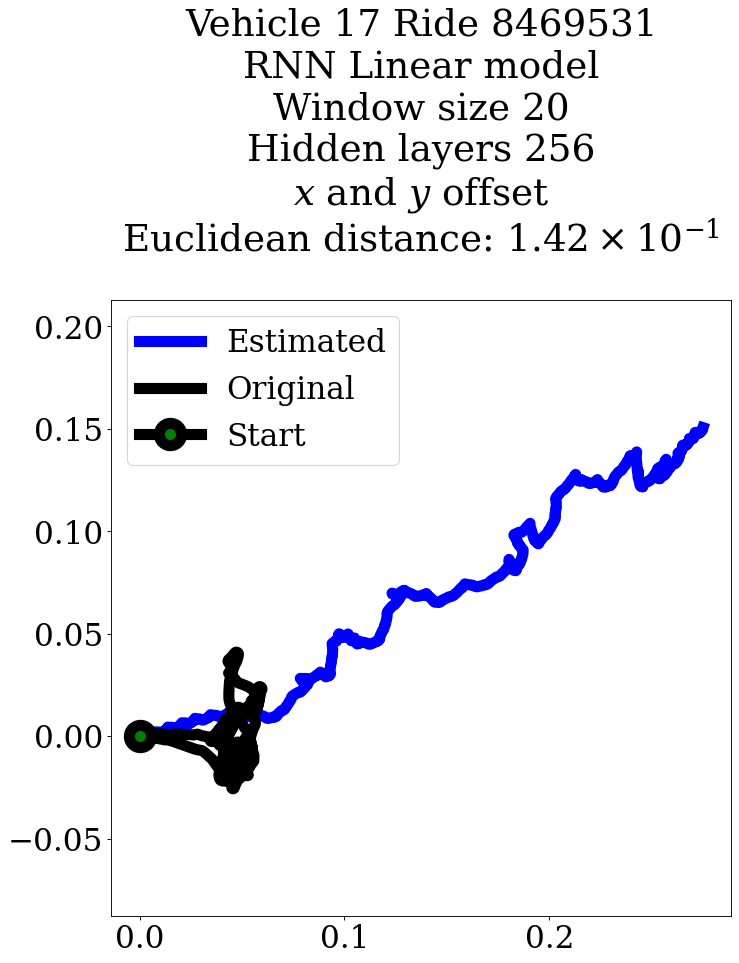 Vehicle 17 Ride 8469531
RNN Linear model
Window size 20
Hidden layers 256
x and y offset
Euclidean distance: 1.42 × 10⁻¹
Estimated
Original
Start
0.20
0.15
0.10
0.05
0.00
−0.05
0.0 0.1 0.2